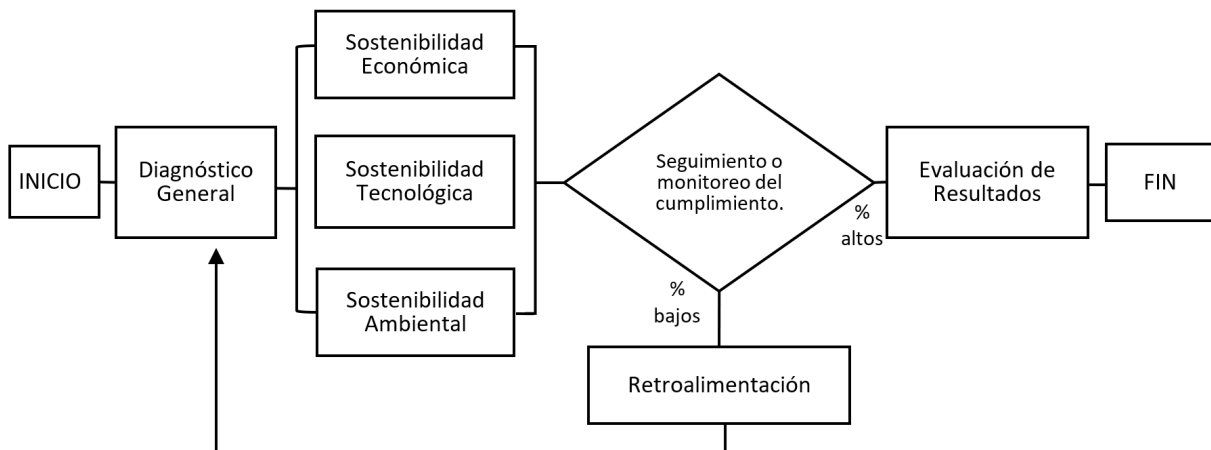 INICIO
Diagnóstico
General
Sostenibilidad
Económica
Sostenibilidad
Tecnológica
Sostenibilidad
Ambiental
Seguimiento o
monitoreo del
cumplimiento.
%
altos
%
bajos
Evaluación de
Resultados
FIN
Retroalimentación